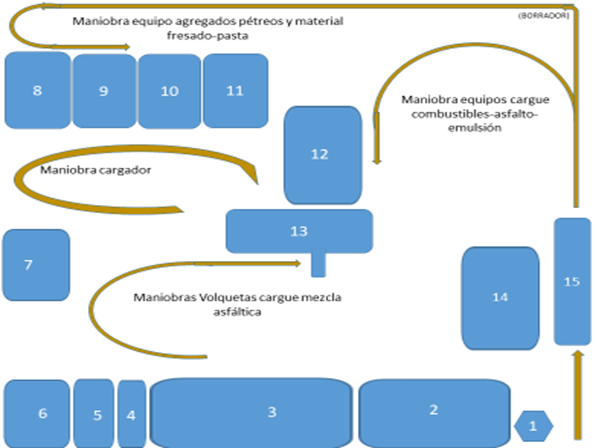 (BORRADOR)
Maniobra equipo agregados pétreos y material
fresado-pasta
8
9
10
11
Maniobra equipos cargue
combustibles-asfalto-
emulsión
12
Maniobra cargador
13
7
15
14
Maniobras Volquetas cargue mezcla
asfáltica
6
5
4
3
2
1